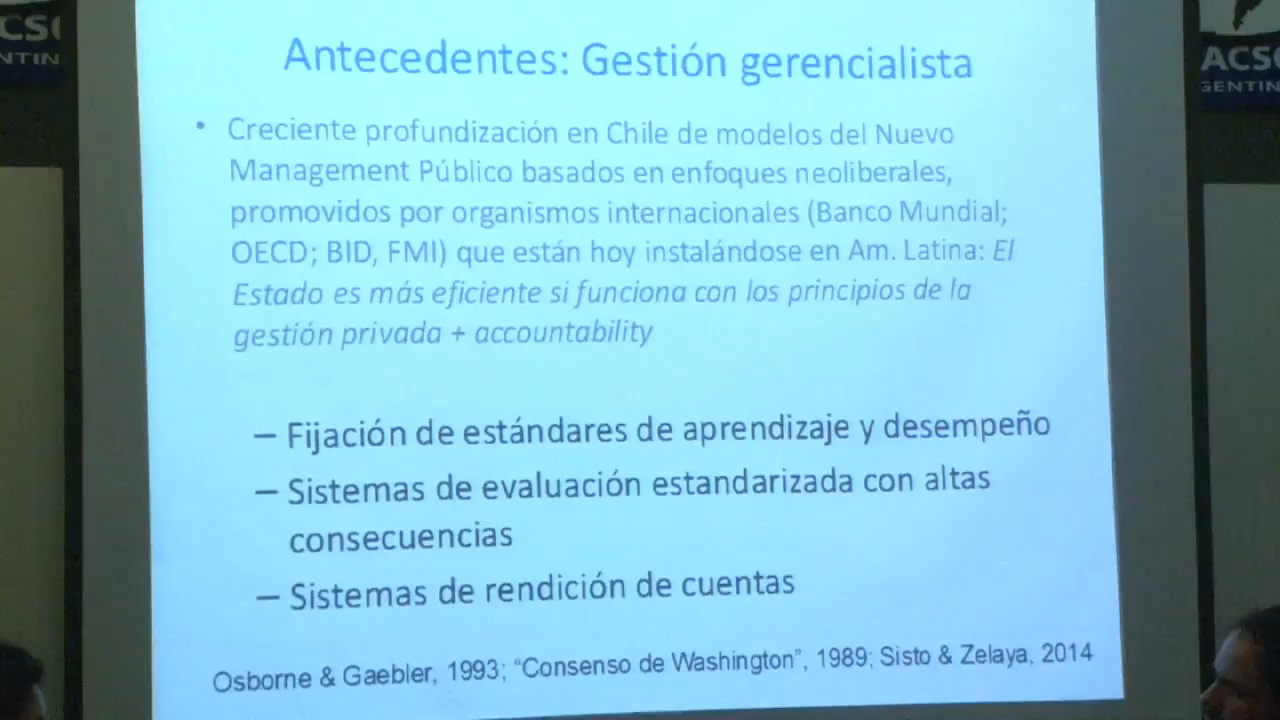 Antecedentes: Gestión gerencialista
• Creciente profundización en Chile de modelos del Nuevo
Management Público basados en enfoques neoliberales,
promovidos por organismos internacionales (Banco Mundial;
OECD; BID, FMI) que están hoy instalándose en Am. Latina: El
Estado es más eficiente si funciona con los principios de la
gestión privada + accountability
– Fijación de estándares de aprendizaje y desempeño
– Sistemas de evaluación estandarizada con altas
consecuencias
– Sistemas de rendición de cuentas
Osborne & Gaebler, 1993; “Consenso de Washington”, 1989; Sisto & Zelaya, 2014